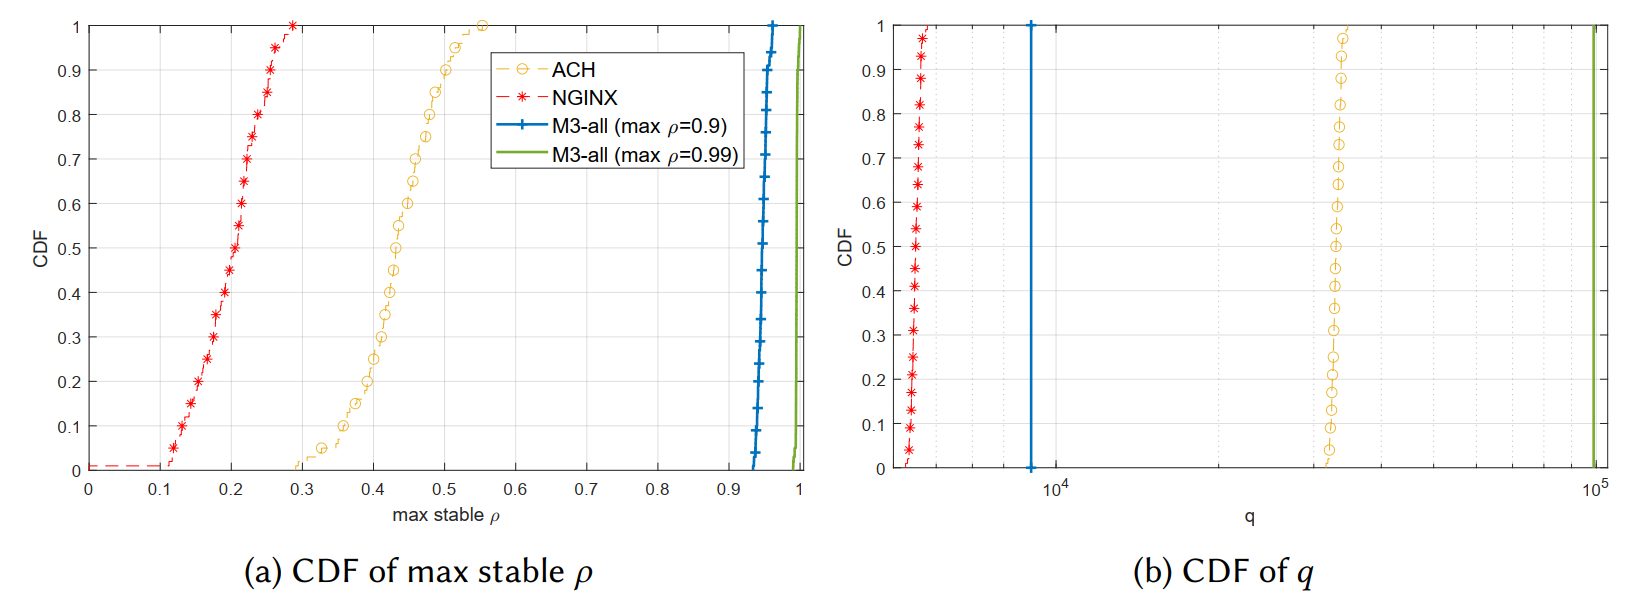 1
0.9
0.8
0.7
0.6
0.5
0.4
0.3
0.2
0.1
0
CDF
0 0.1 0.2 0.3 0.4 0.5 0.6 0.7 0.8 0.9 1
max stable ρ
ACH
NGINX
M3-all (max ρ=0.9)
M3-all (max ρ=0.99)
(a) CDF of max stable ρ
1
0.9
0.8
0.7
0.6
0.5
0.4
0.3
0.2
0.1
0
CDF
10⁴ 10⁵
q
(b) CDF of q